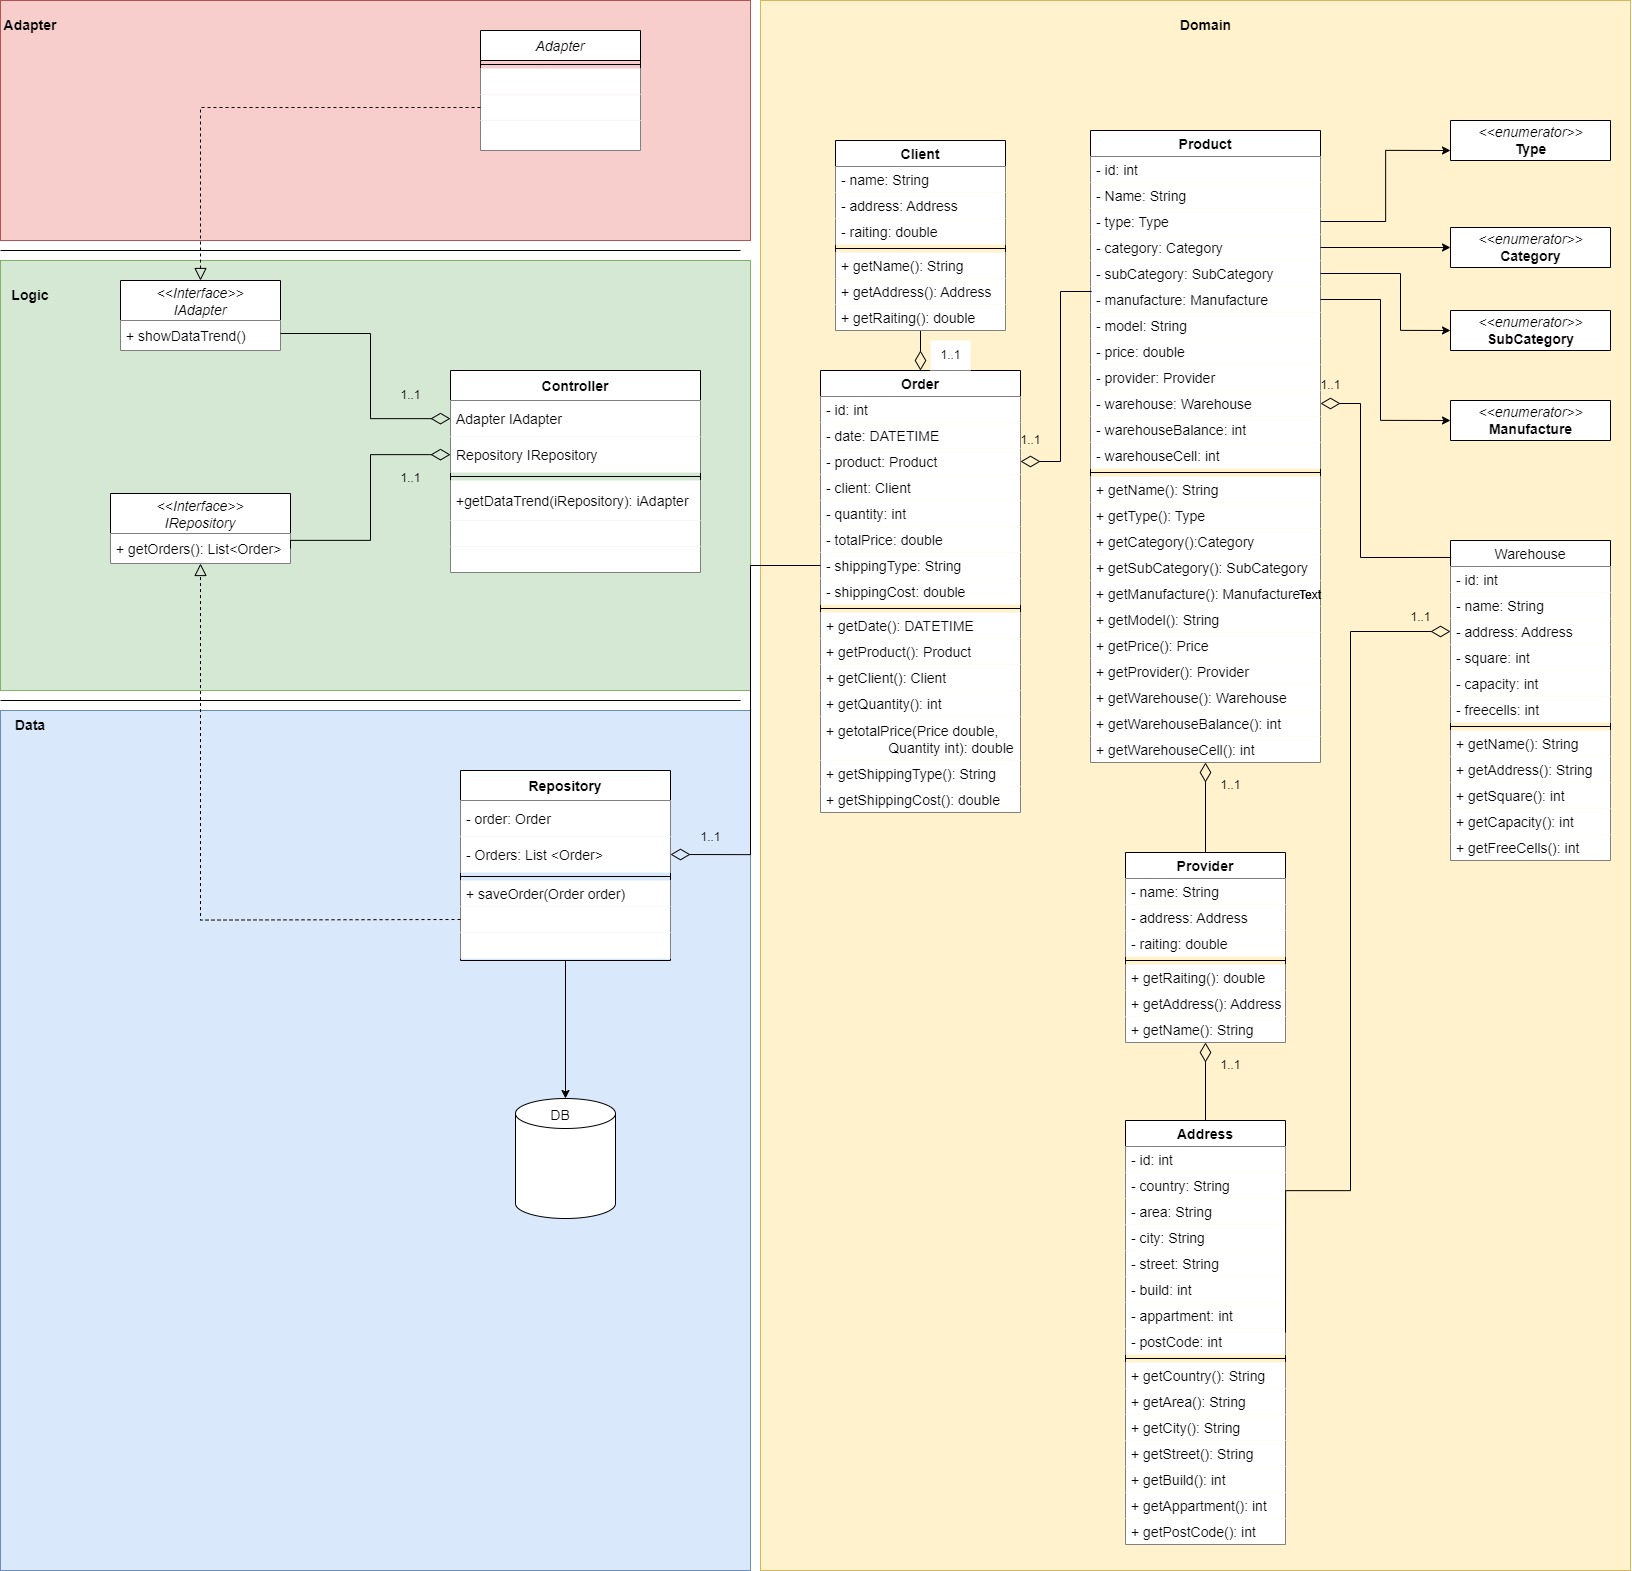 Adapter
Adapter
Logic
<<Interface>>
IAdapter
+ showDataTrend()
1..1
Controller
Adapter IAdapter
Repository IRepository
+getDataTrend(iRepository): iAdapter
1..1
<<Interface>>
IRepository
+ getOrders(): List<Order>
Data
Repository
- order: Order
- Orders: List <Order>
+ saveOrder(Order order)
1..1
DB
Domain
Client
- name: String
- address: Address
- raiting: double
+ getName(): String
+ getAddress(): Address
+ getRaiting(): double
1..1
Order
- id: int
- date: DATETIME
- product: Product
- client: Client
- quantity: int
- totalPrice: double
- shippingType: String
- shippingCost: double
+ getDate(): DATETIME
+ getProduct(): Product
+ getClient(): Client
+ getQuantity(): int
+ getotalPrice(Price double,
Quantity int): double
+ getShippingType(): String
+ getShippingCost(): double
1..1
Product
- id: int
- Name: String
- type: Type
- category: Category
- subCategory: SubCategory
- manufacture: Manufacture
- model: String
- price: double
- provider: Provider
- warehouse: Warehouse
- warehouseBalance: int
- warehouseCell: int
+ getName(): String
+ getType(): Type
+ getCategory():Category
+ getSubCategory(): SubCategory
+ getManufacture(): Manufacture
Text
+ getModel(): String
+ getPrice(): Price
+ getProvider(): Provider
+ getWarehouse(): Warehouse
+ getWarehouseBalance(): int
+ getWarehouseCell(): int
1..1
1..1
<<enumerator>>
Type
<<enumerator>>
Category
<<enumerator>>
SubCategory
<<enumerator>>
Manufacture
Warehouse
- id: int
- name: String
- address: Address
- square: int
- capacity: int
- freecells: int
+ getName(): String
+ getAddress(): String
+ getSquare(): int
+ getCapacity(): int
+ getFreeCells(): int
1..1
Provider
- name: String
- address: Address
- raiting: double
+ getRaiting(): double
+ getAddress(): Address
+ getName(): String
1..1
Address
- id: int
- country: String
- area: String
- city: String
- street: String
- build: int
- appartment: int
- postCode: int
+ getCountry(): String
+ getArea(): String
+ getCity(): String
+ getStreet(): String
+ getBuild(): int
+ getAppartment(): int
+ getPostCode(): int